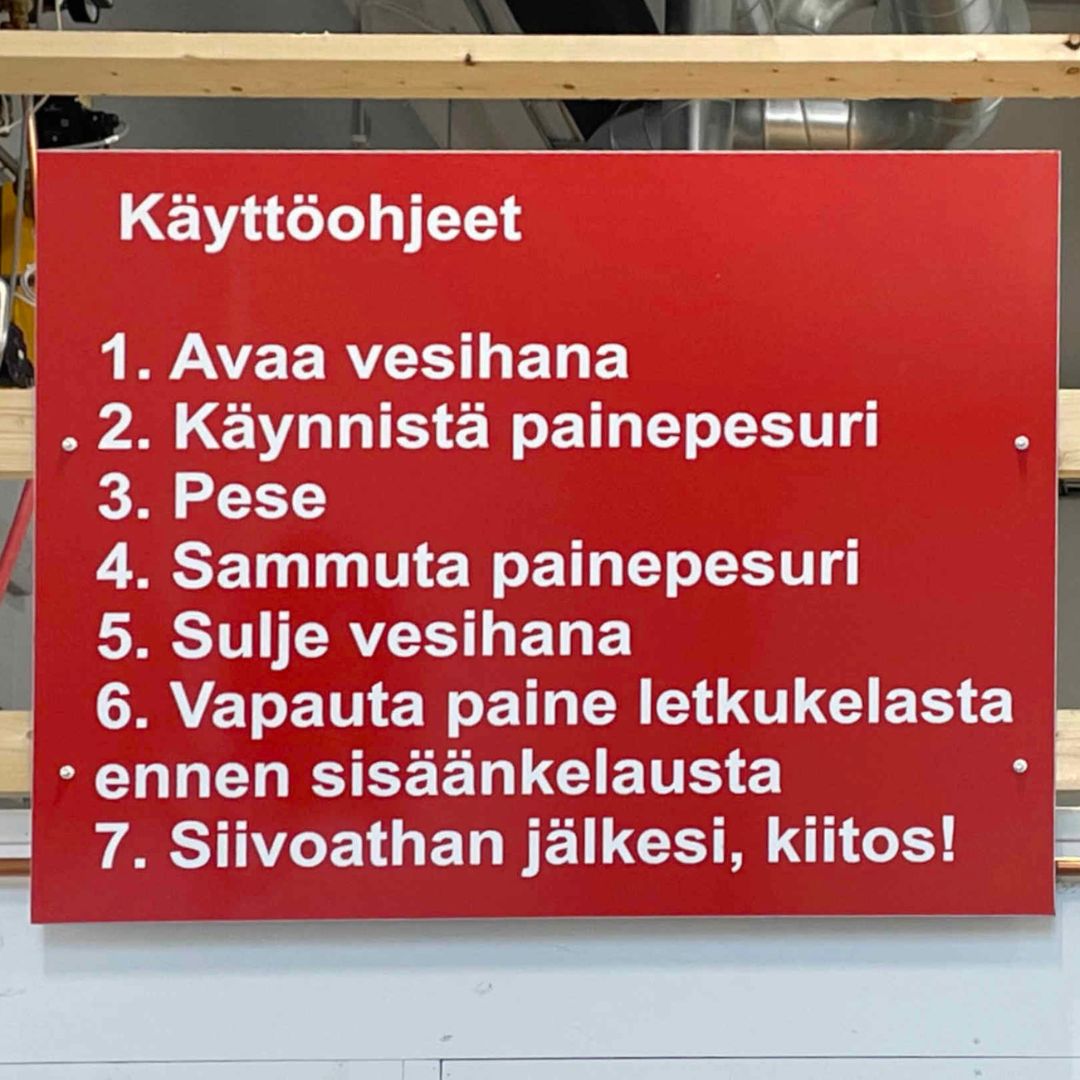 Käyttöohjeet
1. Avaa vesihana
2. Käynnistä painepesuri
3. Pese
4. Sammuta painepesuri
5. Sulje vesihana
6. Vapauta paine letkukelasta
ennen sisäänkelausta
7. Siivoathan jälkesi, kiitos!